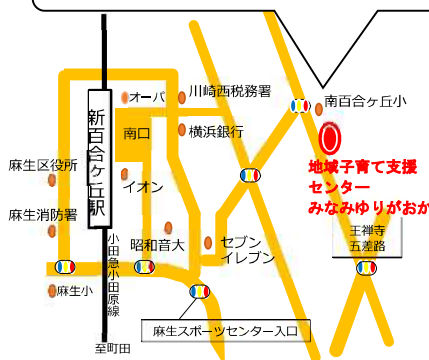 オーパ
川崎西税務署
南百合ヶ丘小
新百合ヶ丘駅
南口
横浜銀行
麻生区役所
イオン
地域子育て支援
センター
みなみゆりがおか
麻生消防署
昭和音大
セブン
イレブン
王禅寺
五差路
小田急小田原線
麻生小
麻生スポーツセンター入口
至町田